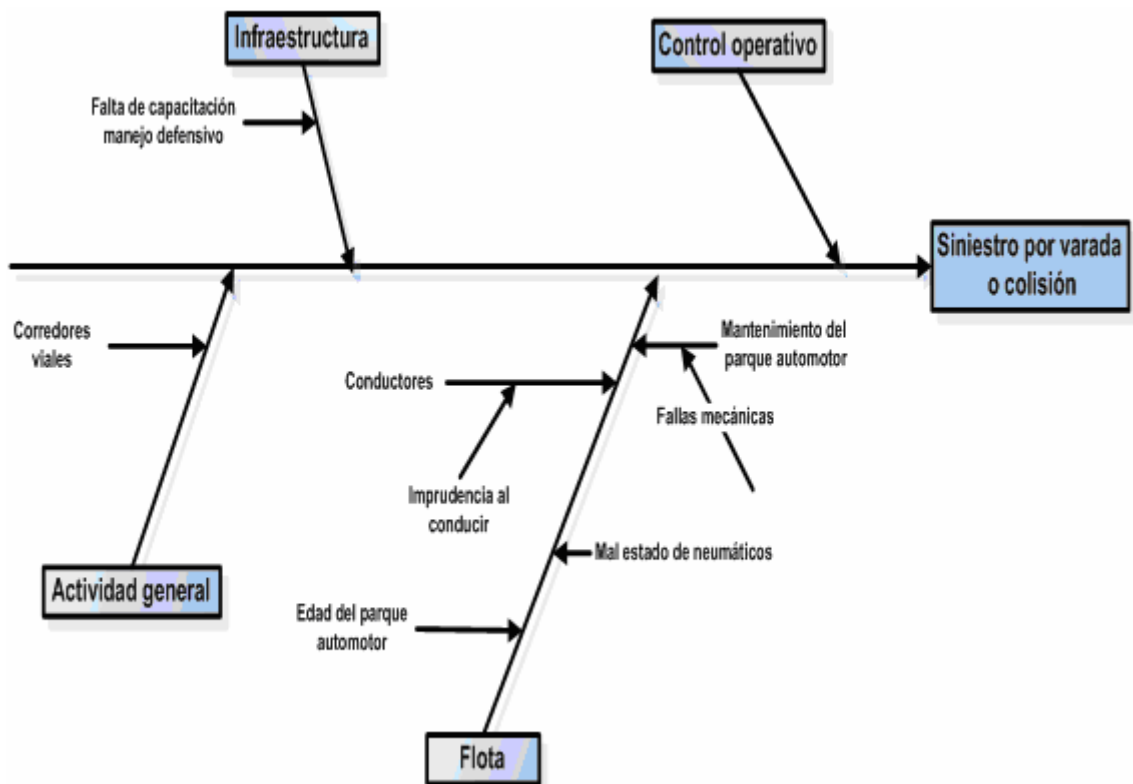 Infraestructura
Control operativo
Falta de capacitación
manejo defensivo
Siniestro por varada
o colisión
Corredores
viales
Mantenimiento del
parque automotor
Conductores
Fallas mecánicas
Imprudencia al
conducir
Mal estado de neumáticos
Actividad general
Edad del parque
automotor
Flota